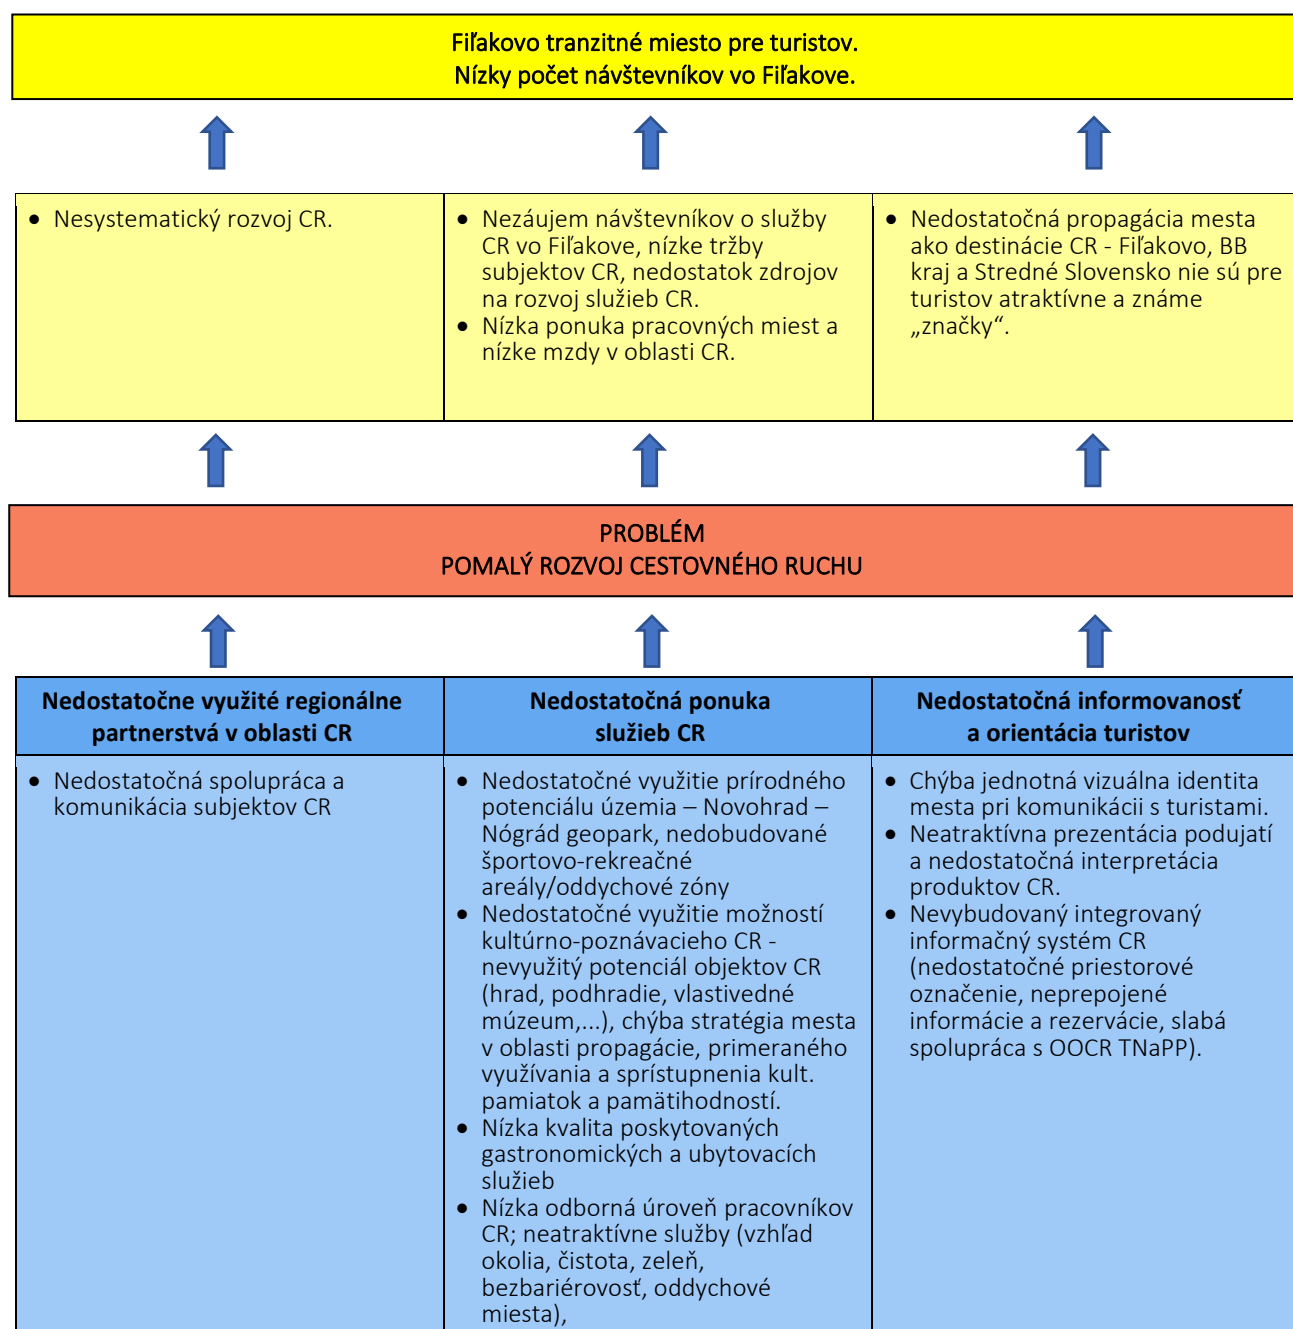 Fiľakovo tranzitné miesto pre turistov.
Nízky počet návštevníkov vo Fiľakove.
• Nesystematický rozvoj CR.
• Nezáujem návštevníkov o služby
CR vo Fiľakove, nízke tržby
subjektov CR, nedostatok zdrojov
na rozvoj služieb CR.
• Nízka ponuka pracovných miest a
nízke mzdy v oblasti CR.
• Nedostatočná propagácia mesta
ako destinácie CR - Fiľakovo, BB
kraj a Stredné Slovensko nie sú pre
turistov atraktívne a známe
„značky“.
PROBLÉM
POMALÝ ROZVOJ CESTOVNÉHO RUCHU
Nedostatočne využité regionálne
partnerstvá v oblasti CR
• Nedostatočná spolupráca a
komunikácia subjektov CR
Nedostatočná ponuka
služieb CR
• Nedostatočné využitie prírodného
potenciálu územia – Novohrad –
Nógrád geopark, nedobudované
športovo-rekreačné
areály/oddychové zóny
• Nedostatočné využitie možností
kultúrno-poznávacieho CR -
nevyužitý potenciál objektov CR
(hrad, podhradie, vlastivedné
múzeum,...), chýba stratégia mesta
v oblasti propagácie, primeraného
využívania a sprístupnenia kult.
pamiatok a pamätihodností.
• Nízka kvalita poskytovaných
gastronomických a ubytovacích
služieb
• Nízka odborná úroveň pracovníkov
CR; neatraktívne služby (vzhľad
okolia, čistota, zeleň,
bezbariérovosť, oddychové
miesta),
Nedostatočná informovanosť
a orientácia turistov
• Chýba jednotná vizuálna identita
mesta pri komunikácii s turistami.
• Neatraktívna prezentácia podujatí
a nedostatočná interpretácia
produktov CR.
• Nevybudovaný integrovaný
informačný systém CR
(nedostatočné priestorové
označenie, neprepojené
informácie a rezervácie, slabá
spolupráca s OOCR TNaPP).